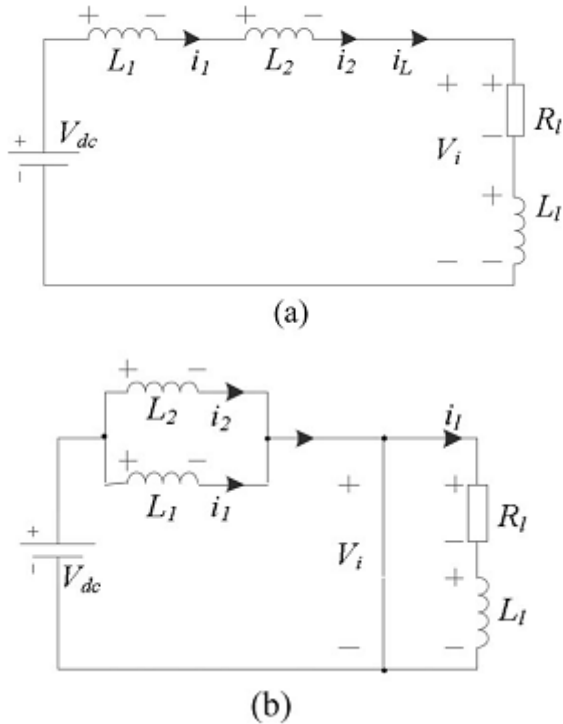 + − + −
L1 i1 L2 i2 iL
+ +
Vdc Rl
+ −
− Vi
+ Ll
− −
(a)
+ −
L2 i2 il
+ −
L1 i1
+ + Rl
+ −
Vi +
− Vdc Ll
− −
(b)